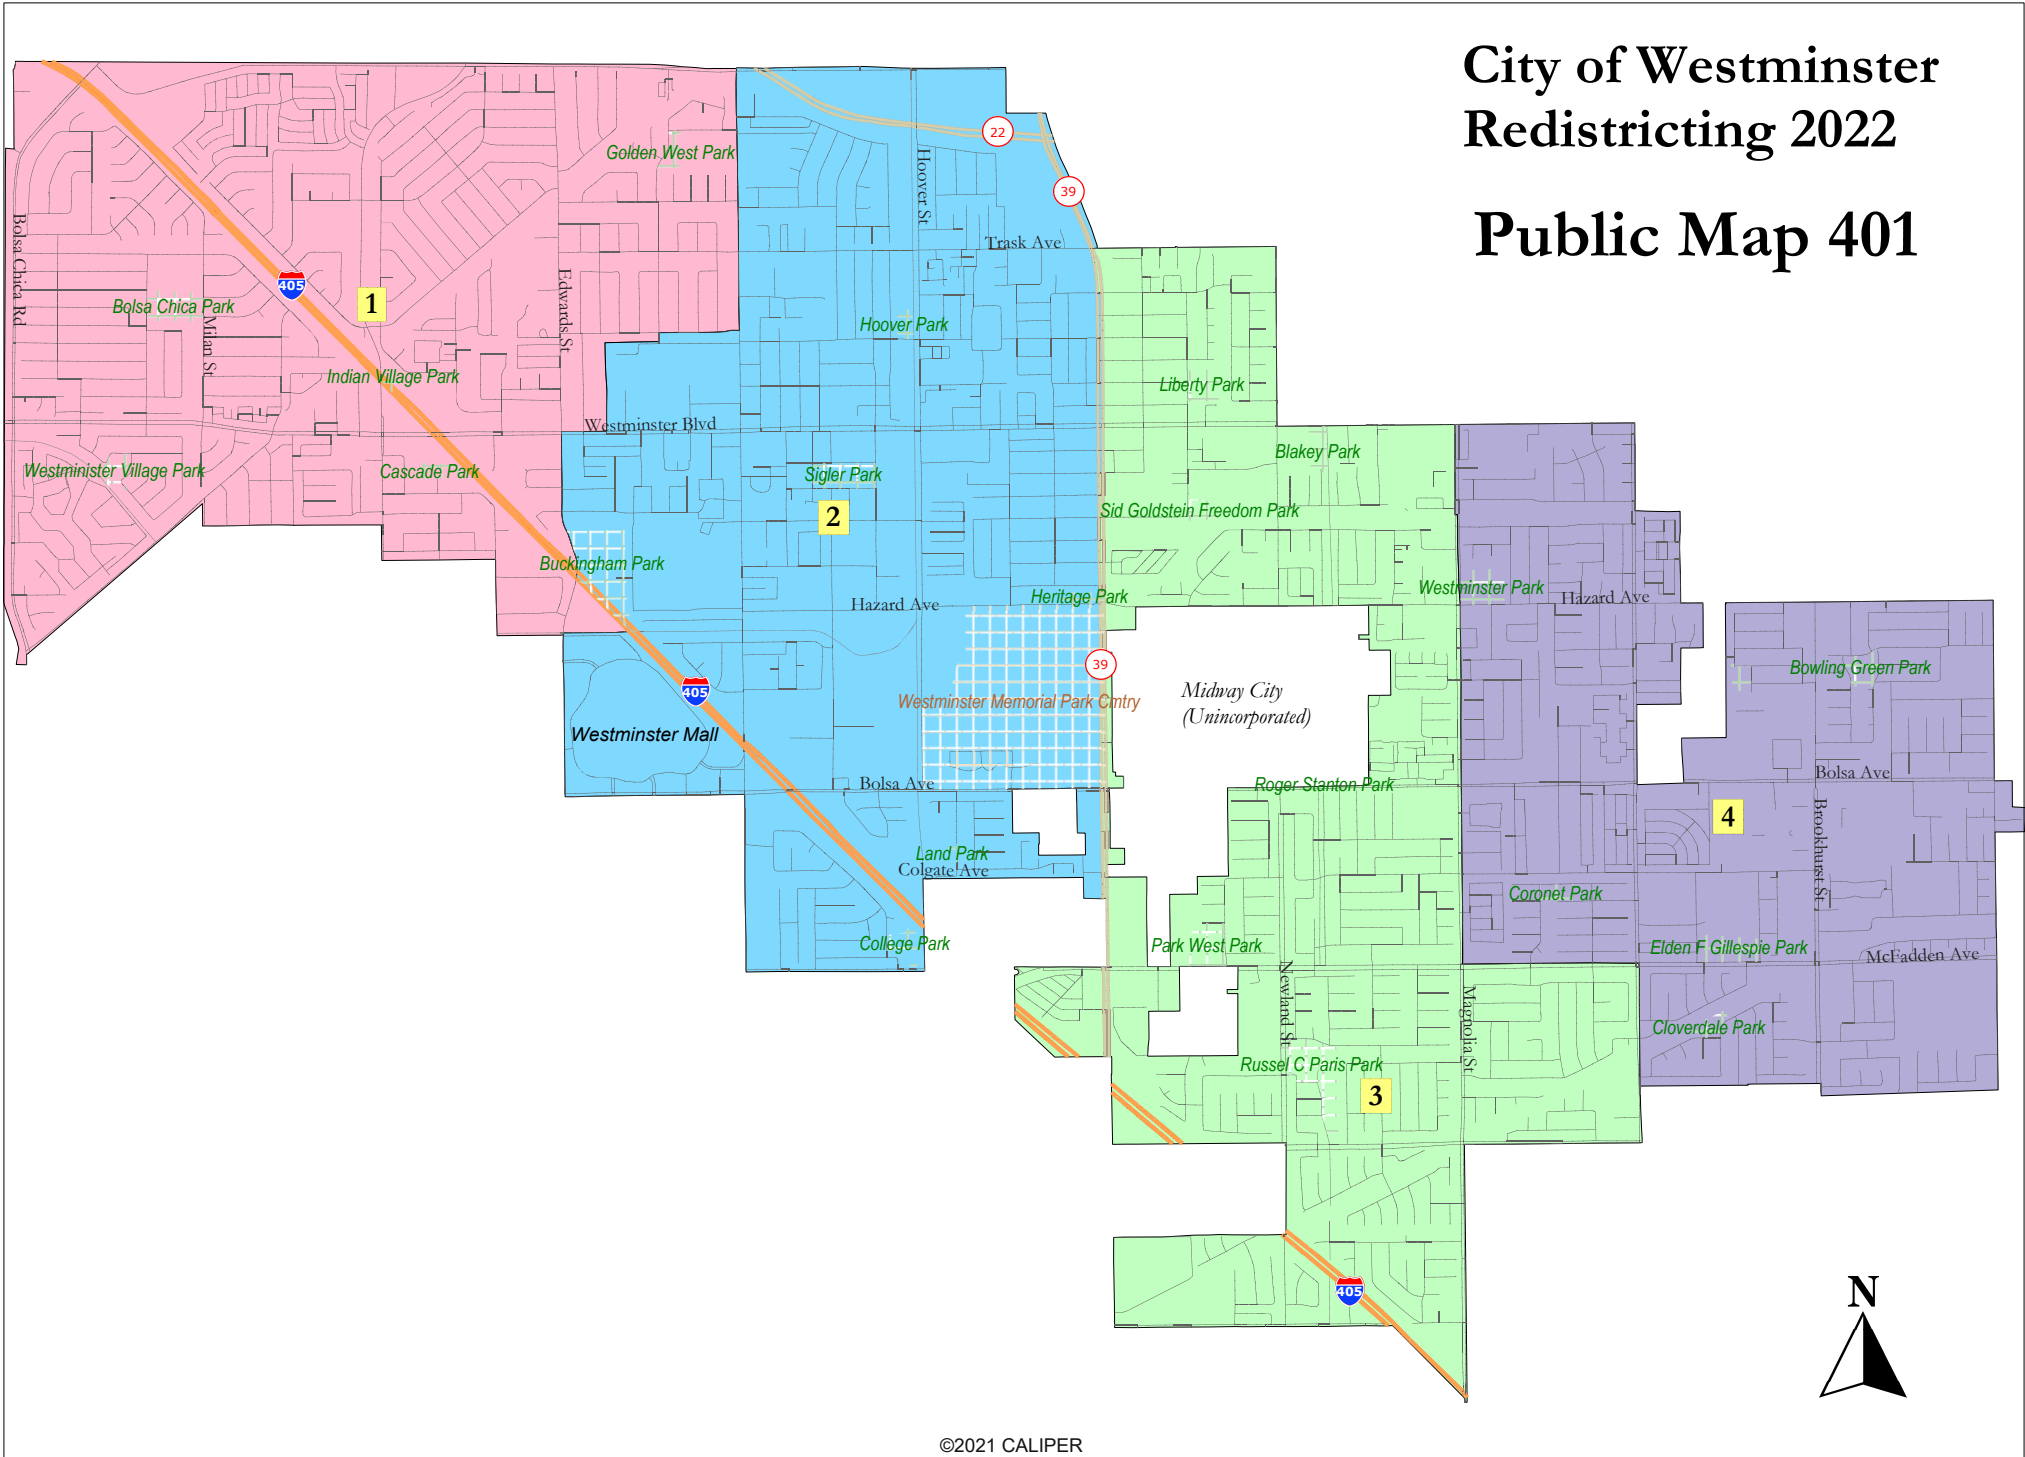 City of Westminster
Redistricting 2022
Public Map 401
22
Golden West Park
Hoover St
39
Bolsa Chica Rd
Trask Ave
405
Edwards St
1
Bolsa Chica Park
Milan St
Hoover Park
Indian Village Park
Liberty Park
Westminster Blvd
Blakey Park
Westminister Village Park
Cascade Park
Sigler Park
2
Sid Goldstein Freedom Park
Buckingham Park
Westminster Park
Heritage Park
Hazard Ave
Hazard Ave
39
Bowling Green Park
405
Midway City
(Unincorporated)
Westminster Memorial Park Cmtry
Westminster Mall
Bolsa Ave
Bolsa Ave
Roger Stanton Park
4
Brookhurst St
Land Park
Colgate Ave
Coronet Park
College Park
Park West Park
Elden F Gillespie Park
McFadden Ave
Newland St
Magnolia St
Cloverdale Park
Russel C Paris Park
3
405
N
©2021 CALIPER